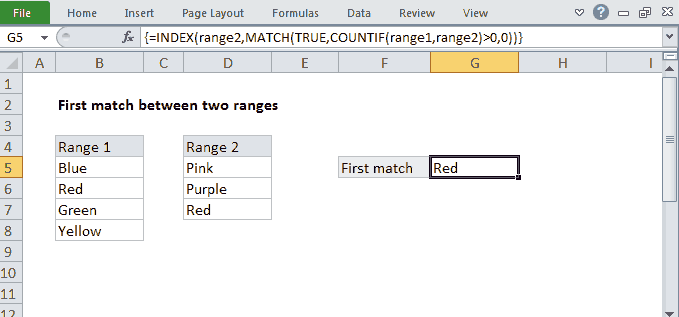 File Home Insert Page Layout Formulas Data Review View
G5 fx {=INDEX(range2,MATCH(TRUE,COUNTIF(range1,range2)>0,0))}
A B C D E F G H I
1
2 First match between two ranges
3
4 Range 1 Range 2
5 Blue Pink First match Red
6 Red Purple
7 Green Red
8 Yellow
9
10
11
12